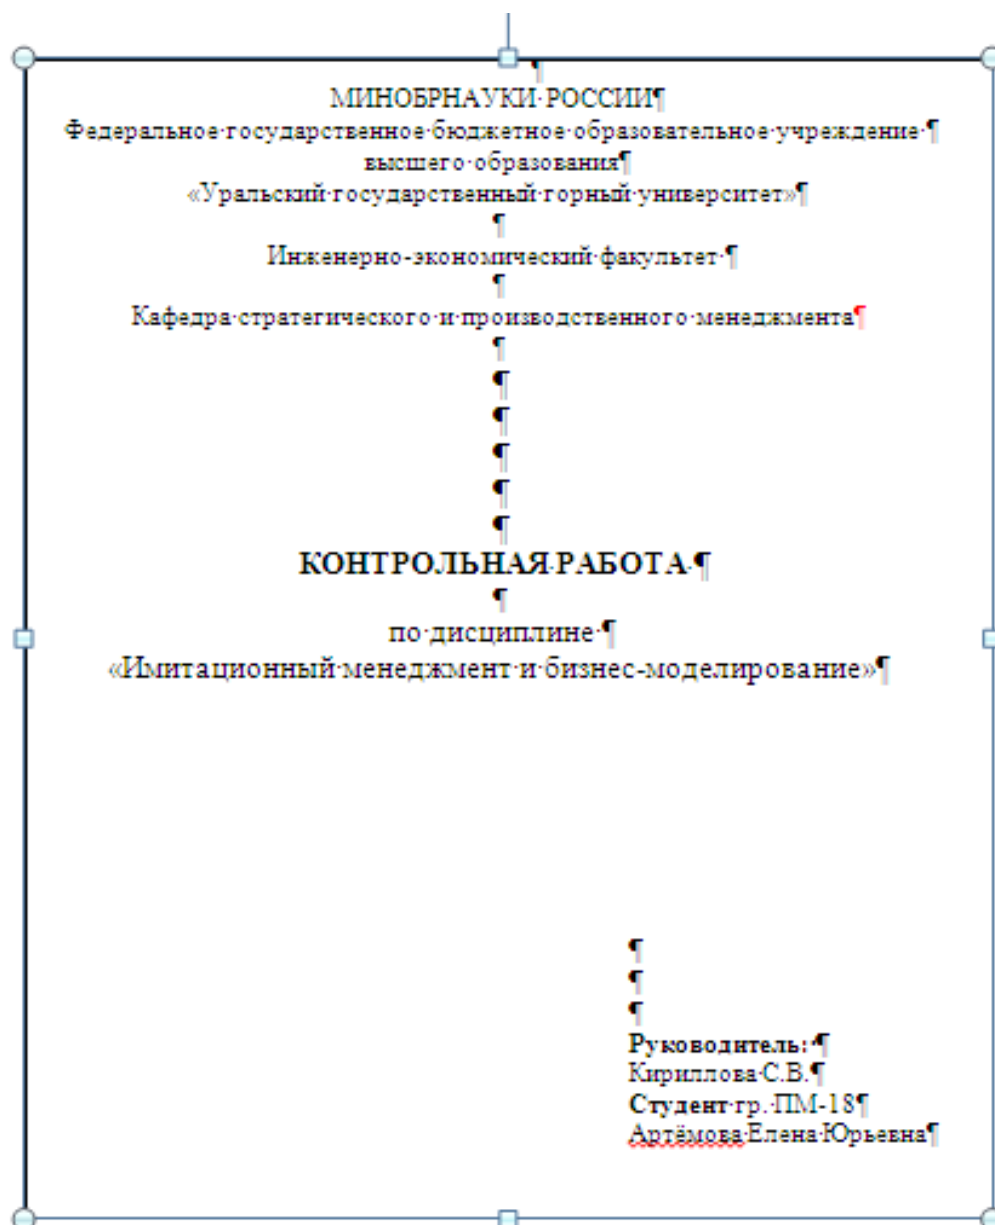 МИНОБРНАУКИ РОССИИ
Федеральное государственное бюджетное образовательное учреждение
высшего образования
«Уральский государственный горный университет»
Инженерно-экономический факультет
Кафедра стратегического и производственного менеджмента
КОНТРОЛЬНАЯ РАБОТА
по дисциплине
«Имитационный менеджмент и бизнес-моделирование»
Руководитель:
Кириллова С.В.
Студент гр. ПМ-18
Артёмова Елена Юрьевна